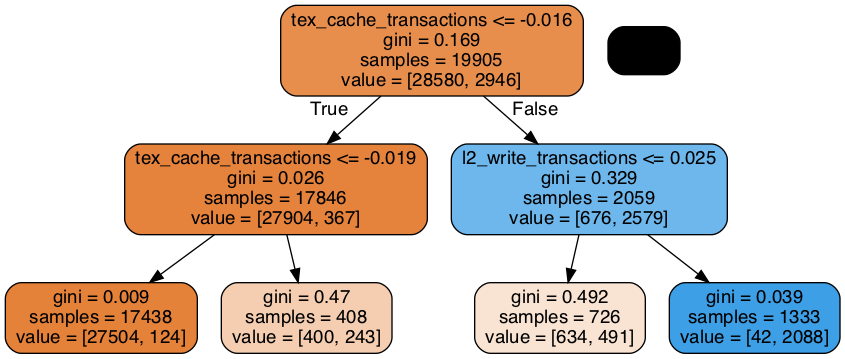 tex_cache_transactions <= -0.016
gini = 0.169
samples = 19905
value = [28580, 2946]
True
False
tex_cache_transactions <= -0.019
gini = 0.026
samples = 17846
value = [27904, 367]
l2_write_transactions <= 0.025
gini = 0.329
samples = 2059
value = [676, 2579]
gini = 0.009
samples = 17438
value = [27504, 124]
gini = 0.47
samples = 408
value = [400, 243]
gini = 0.492
samples = 726
value = [634, 491]
gini = 0.039
samples = 1333
value = [42, 2088]